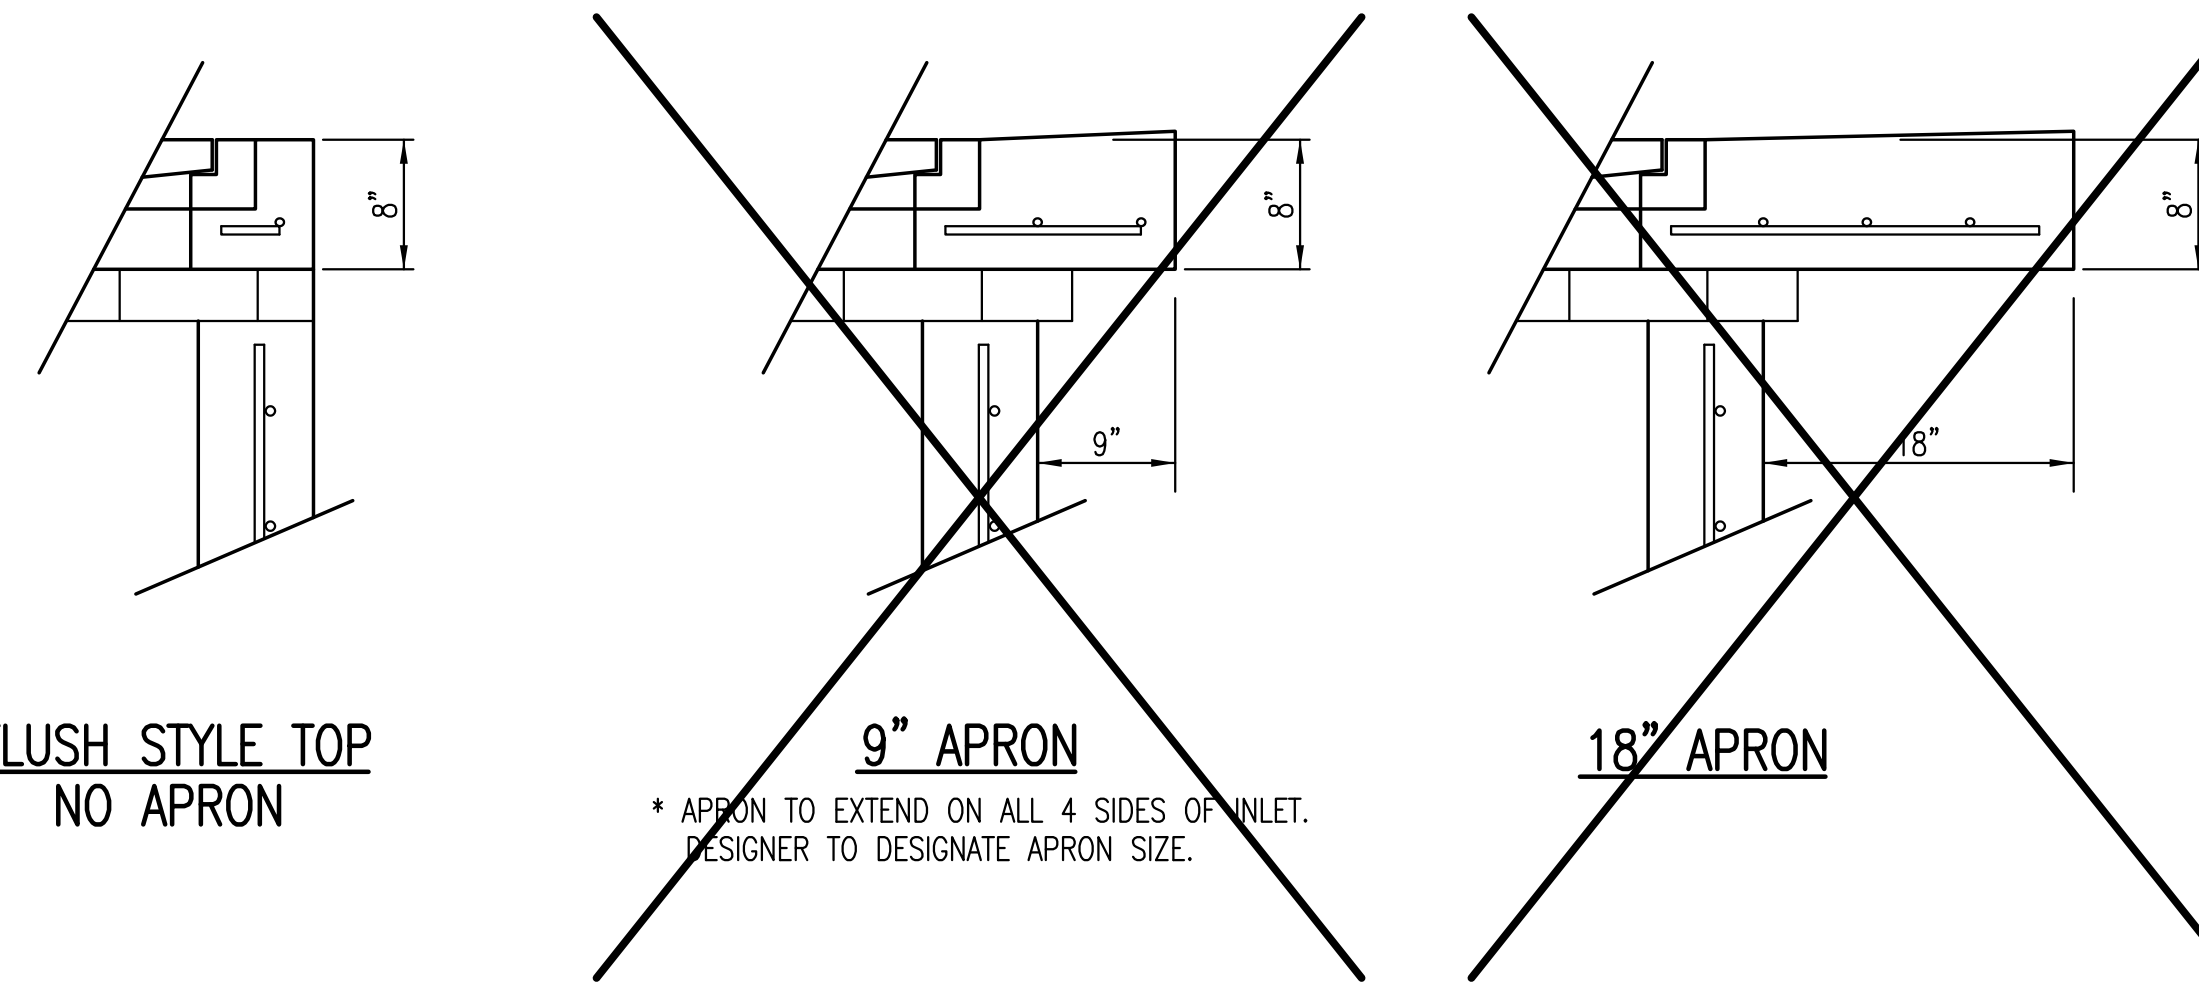 8”
8”
8”
9”
18”
LUSH STYLE TOP
NO APRON
9” APRON
* APRON TO EXTEND ON ALL 4 SIDES OF INLET.
DESIGNER TO DESIGNATE APRON SIZE.
18” APRON